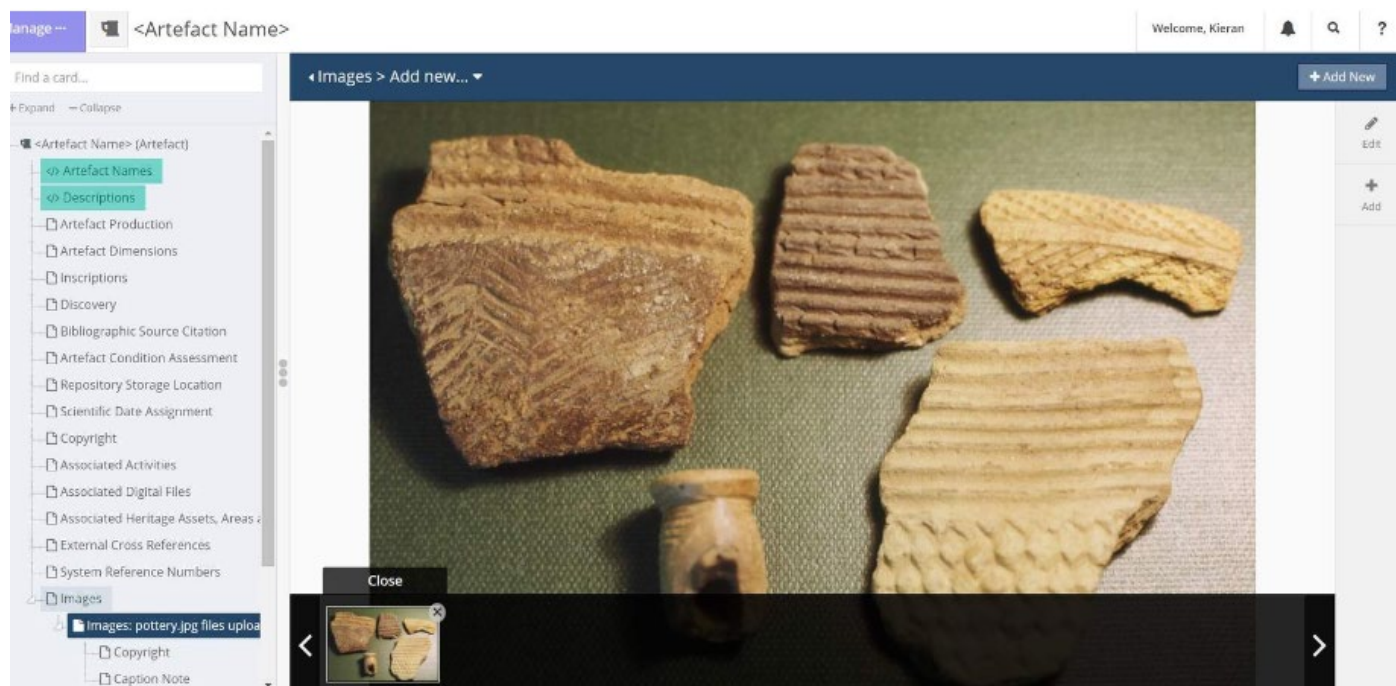 <Artefact Name>
Welcome, Kieran
?
Find a card...
+ Expand − Collapse
Images > Add new...
+ Add New
<Artefact Name> (Artefact)
</> Artefact Names
</> Descriptions
Artefact Production
Artefact Dimensions
Inscriptions
Discovery
Bibliographic Source Citation
Artefact Condition Assessment
Repository Storage Location
Scientific Date Assignment
Copyright
Associated Activities
Associated Digital Files
Associated Heritage Assets, Areas
External Cross References
System Reference Numbers
Images
Images: pottery.jpg files
Copyright
Caption Note
Edit
Add
Close